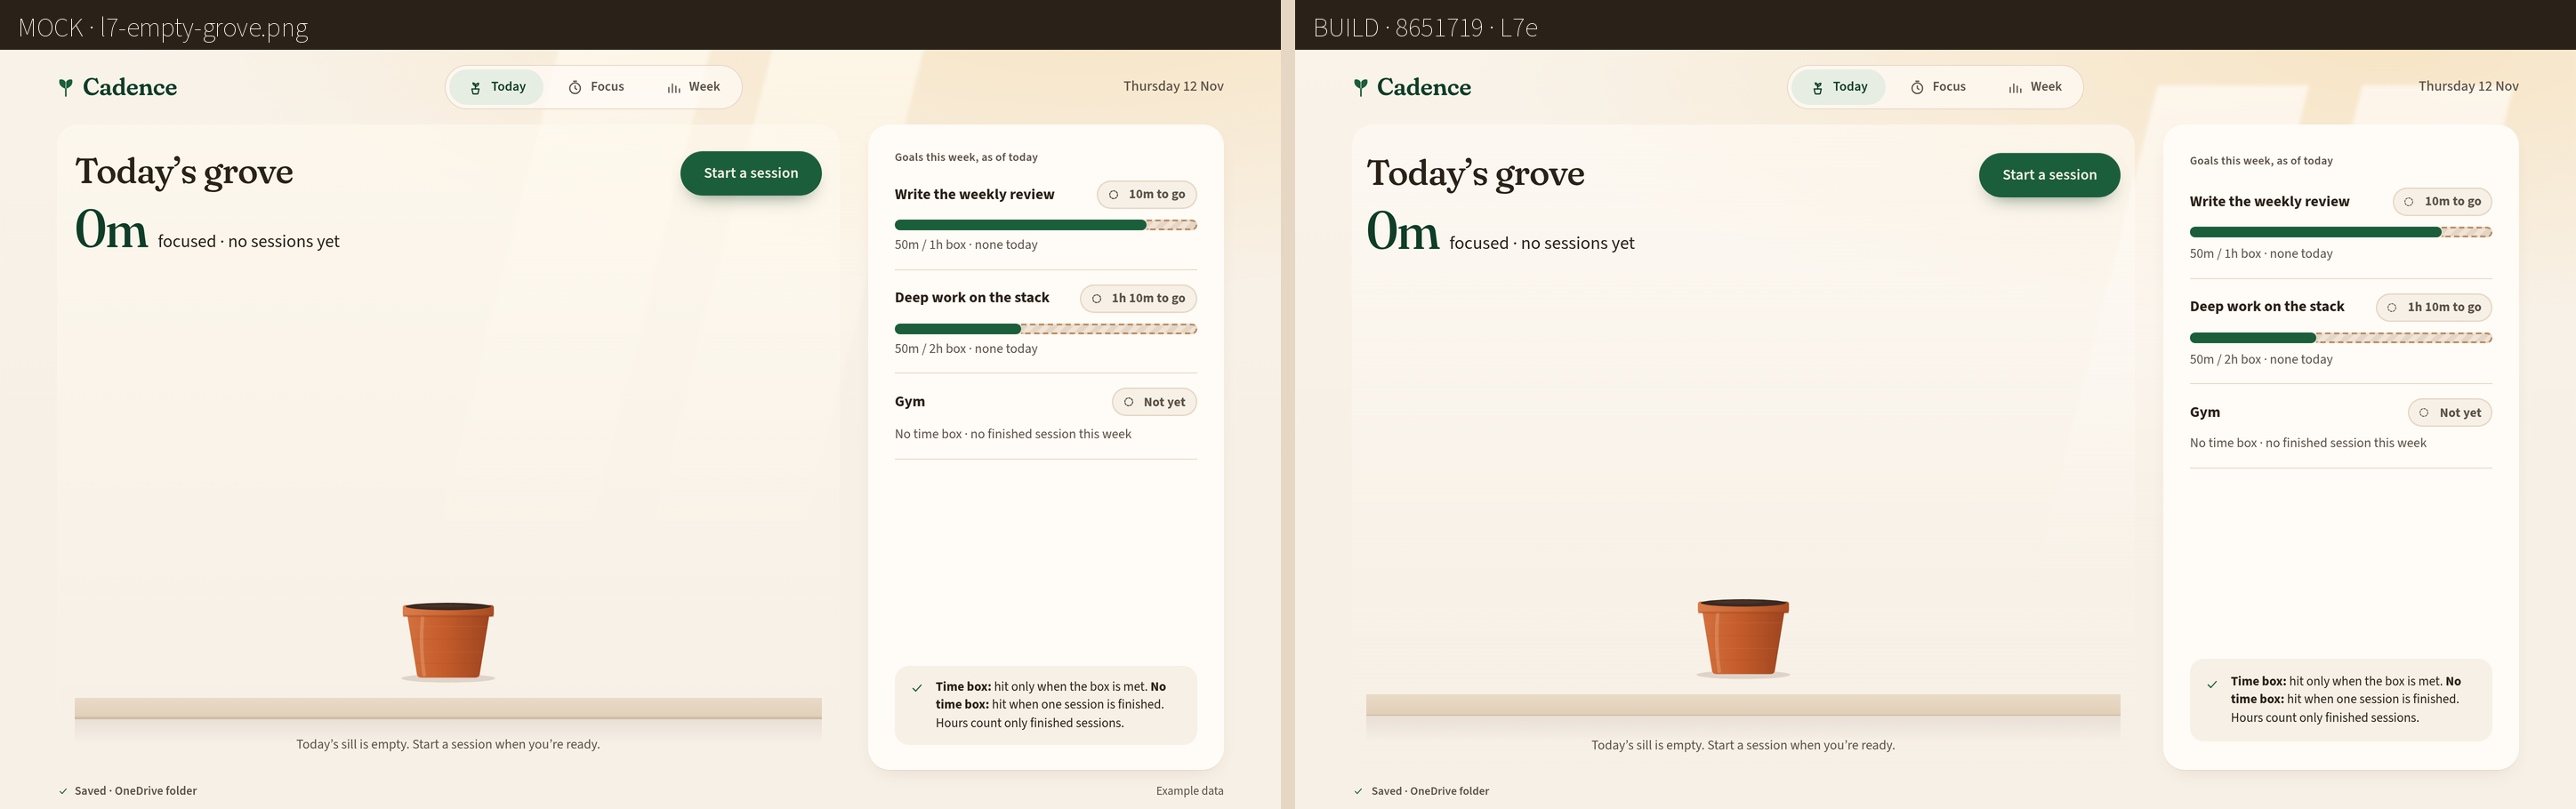 MOCK · l7-empty-grove.png
Cadence
Today
Focus
Week
Thursday 12 Nov
Today’s grove
Start a session
0m focused · no sessions yet
Goals this week, as of today
Write the weekly review
10m to go
50m / 1h box · none today
Deep work on the stack
1h 10m to go
50m / 2h box · none today
Gym
Not yet
No time box · no finished session this week
Time box: hit only when the box is met. No
time box: hit when one session is finished.
Hours count only finished sessions.
Today’s sill is empty. Start a session when you’re ready.
Saved · OneDrive folder
Example data
BUILD · 8651719 · L7e
Cadence
Today
Focus
Week
Thursday 12 Nov
Today’s grove
Start a session
0m focused · no sessions yet
Goals this week, as of today
Write the weekly review
10m to go
50m / 1h box · none today
Deep work on the stack
1h 10m to go
50m / 2h box · none today
Gym
Not yet
No time box · no finished session this week
Time box: hit only when the box is met. No
time box: hit when one session is finished.
Hours count only finished sessions.
Today’s sill is empty. Start a session when you’re ready.
Saved · OneDrive folder